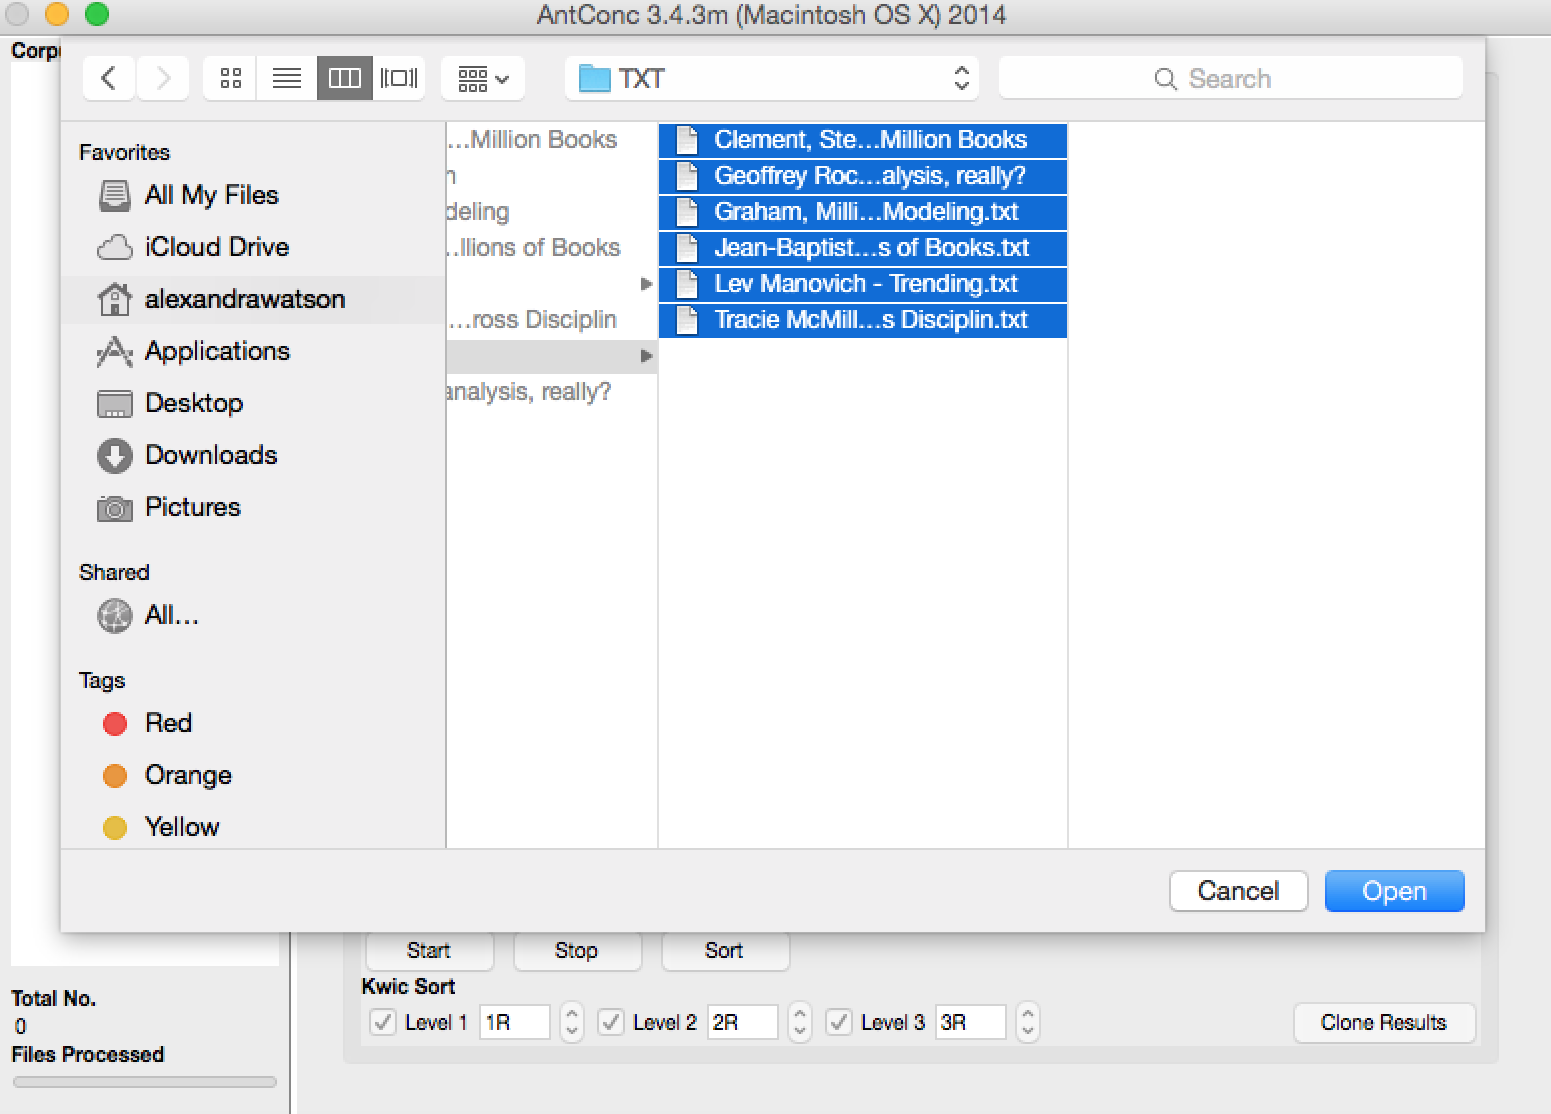 AntConc 3.4.3m (Macintosh OS X) 2014
TXT
Search
Favorites
All My Files
iCloud Drive
alexandrawatson
Applications
Desktop
Downloads
Pictures
Shared
All...
Tags
Red
Orange
Yellow
...Million Books
deling
..llions of Books
...ross Disciplin
analysis, really?
Clement, Ste...Million Books
Geoffrey Roc...alysis, really?
Graham, Milli...Modeling.txt
Jean-Baptist...s of Books.txt
Lev Manovich - Trending.txt
Tracie McMill...s Disciplin.txt
Cancel
Open
Start
Stop
Sort
Kwic Sort
Level 1 1R
Level 2 2R
Level 3 3R
Clone Results
Total No.
0
Files Processed